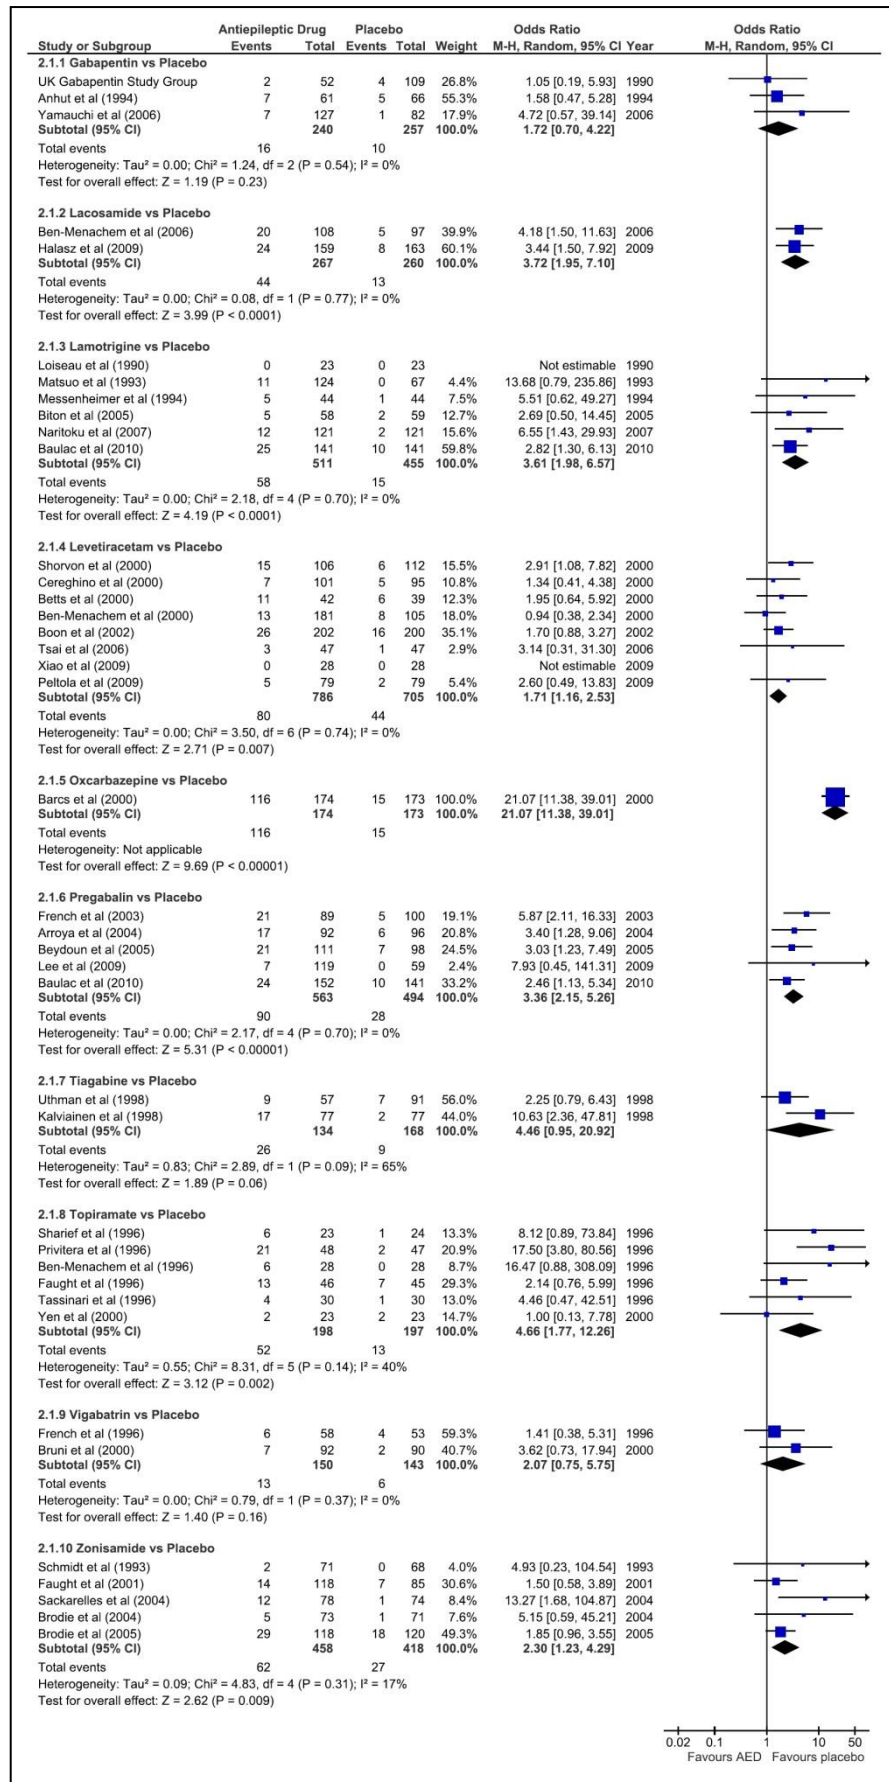 Antiepileptic Drug Placebo Odds Ratio Odds Ratio
Study or Subgroup Events Total Events Total Weight M-H, Random, 95% CI Year M-H, Random, 95% CI
2.1.1 Gabapentin vs Placebo
UK Gabapentin Study Group 2 52 4 109 26.8% 1.05 [0.19, 5.93] 1990
Anhut et al (1994) 7 61 5 66 55.3% 1.58 [0.47, 5.28] 1994
Yamauchi et al (2006) 7 127 1 82 17.9% 4.72 [0.57, 39.14] 2006
Subtotal (95% CI) 240 257 100.0% 1.72 [0.70, 4.22]
Total events 16 10
Heterogeneity: Tau² = 0.00; Chi² = 1.24, df = 2 (P = 0.54); I² = 0%
Test for overall effect: Z = 1.19 (P = 0.23)
2.1.2 Lacosamide vs Placebo
Ben-Menachem et al (2006) 20 108 5 97 39.9% 4.18 [1.50, 11.63] 2006
Halasz et al (2009) 24 159 8 163 60.1% 3.44 [1.50, 7.92] 2009
Subtotal (95% CI) 267 260 100.0% 3.72 [1.95, 7.10]
Total events 44 13
Heterogeneity: Tau² = 0.00; Chi² = 0.08, df = 1 (P = 0.77); I² = 0%
Test for overall effect: Z = 3.99 (P < 0.0001)
2.1.3 Lamotrigine vs Placebo
Loiseau et al (1990) 0 23 0 23 Not estimable 1990
Matsuo et al (1993) 11 124 0 67 4.4% 13.68 [0.79, 235.86] 1993
Messenheimer et al (1994) 5 44 1 44 7.5% 5.51 [0.62, 49.27] 1994
Biton et al (2005) 5 58 2 59 12.7% 2.69 [0.50, 14.45] 2005
Naritoku et al (2007) 12 121 2 121 15.6% 6.55 [1.43, 29.93] 2007
Baulac et al (2010) 25 141 10 141 59.8% 2.82 [1.30, 6.13] 2010
Subtotal (95% CI) 511 455 100.0% 3.61 [1.98, 6.57]
Total events 58 15
Heterogeneity: Tau² = 0.00; Chi² = 2.18, df = 4 (P = 0.70); I² = 0%
Test for overall effect: Z = 4.19 (P < 0.0001)
2.1.4 Levetiracetam vs Placebo
Shorvon et al (2000) 15 106 6 112 15.5% 2.91 [1.08, 7.82] 2000
Cereghino et al (2000) 7 101 5 95 10.8% 1.34 [0.41, 4.38] 2000
Betts et al (2000) 11 42 6 39 12.3% 1.95 [0.64, 5.92] 2000
Ben-Menachem et al (2000) 13 181 8 105 18.0% 0.94 [0.38, 2.34] 2000
Boon et al (2002) 26 202 16 200 35.1% 1.70 [0.88, 3.27] 2002
Tsai et al (2006) 3 47 1 47 2.9% 3.14 [0.31, 31.30] 2006
Xiao et al (2009) 0 28 0 28 Not estimable 2009
Peltola et al (2009) 5 79 2 79 5.4% 2.60 [0.49, 13.83] 2009
Subtotal (95% CI) 786 705 100.0% 1.71 [1.16, 2.53]
Total events 80 44
Heterogeneity: Tau² = 0.00; Chi² = 3.50, df = 6 (P = 0.74); I² = 0%
Test for overall effect: Z = 2.71 (P = 0.007)
2.1.5 Oxcarbazepine vs Placebo
Barcs et al (2000) 116 174 15 173 100.0% 21.07 [11.38, 39.01] 2000
Subtotal (95% CI) 174 173 100.0% 21.07 [11.38, 39.01]
Total events 116 15
Heterogeneity: Not applicable
Test for overall effect: Z = 9.69 (P < 0.00001)
2.1.6 Pregabalin vs Placebo
French et al (2003) 21 89 5 100 19.1% 5.87 [2.11, 16.33] 2003
Arroya et al (2004) 17 92 6 96 20.8% 3.40 [1.28, 9.06] 2004
Beydoun et al (2005) 21 111 7 98 24.5% 3.03 [1.23, 7.49] 2005
Lee et al (2009) 7 119 0 59 2.4% 7.93 [0.45, 141.31] 2009
Baulac et al (2010) 24 152 10 141 33.2% 2.46 [1.13, 5.34] 2010
Subtotal (95% CI) 563 494 100.0% 3.36 [2.15, 5.26]
Total events 90 28
Heterogeneity: Tau² = 0.00; Chi² = 2.17, df = 4 (P = 0.70); I² = 0%
Test for overall effect: Z = 5.31 (P < 0.00001)
2.1.7 Tiagabine vs Placebo
Uthman et al (1998) 9 57 7 91 56.0% 2.25 [0.79, 6.43] 1998
Kalviainen et al (1998) 17 77 2 77 44.0% 10.63 [2.36, 47.81] 1998
Subtotal (95% CI) 134 168 100.0% 4.46 [0.95, 20.92]
Total events 26 9
Heterogeneity: Tau² = 0.83; Chi² = 2.89, df = 1 (P = 0.09); I² = 65%
Test for overall effect: Z = 1.89 (P = 0.06)
2.1.8 Topiramate vs Placebo
Sharief et al (1996) 6 23 1 24 13.3% 8.12 [0.89, 73.84] 1996
Privitera et al (1996) 21 48 2 47 20.9% 17.50 [3.80, 80.56] 1996
Ben-Menachem et al (1996) 6 28 0 28 8.7% 16.47 [0.88, 308.09] 1996
Faught et al (1996) 13 46 7 45 29.3% 2.14 [0.76, 5.99] 1996
Tassinari et al (1996) 4 30 1 30 13.0% 4.46 [0.47, 42.51] 1996
Yen et al (2000) 2 23 2 23 14.7% 1.00 [0.13, 7.78] 2000
Subtotal (95% CI) 198 197 100.0% 4.66 [1.77, 12.26]
Total events 52 13
Heterogeneity: Tau² = 0.55; Chi² = 8.31, df = 5 (P = 0.14); I² = 40%
Test for overall effect: Z = 3.12 (P = 0.002)
2.1.9 Vigabatrin vs Placebo
French et al (1996) 6 58 4 53 59.3% 1.41 [0.38, 5.31] 1996
Bruni et al (2000) 7 92 2 90 40.7% 3.62 [0.73, 17.94] 2000
Subtotal (95% CI) 150 143 100.0% 2.07 [0.75, 5.75]
Total events 13 6
Heterogeneity: Tau² = 0.00; Chi² = 0.79, df = 1 (P = 0.37); I² = 0%
Test for overall effect: Z = 1.40 (P = 0.16)
2.1.10 Zonisamide vs Placebo
Schmidt et al (1993) 2 71 0 68 4.0% 4.93 [0.23, 104.54] 1993
Faught et al (2001) 14 118 7 85 30.6% 1.50 [0.58, 3.89] 2001
Sackarelles et al (2004) 12 78 1 74 8.4% 13.27 [1.68, 104.87] 2004
Brodie et al (2004) 5 73 1 71 7.6% 5.15 [0.59, 45.21] 2004
Brodie et al (2005) 29 118 18 120 49.3% 1.85 [0.96, 3.55] 2005
Subtotal (95% CI) 458 418 100.0% 2.30 [1.23, 4.29]
Total events 62 27
Heterogeneity: Tau² = 0.09; Chi² = 4.83, df = 4 (P = 0.31); I² = 17%
Test for overall effect: Z = 2.62 (P = 0.009)
0.02 0.1 1 10 50
Favours AED Favours placebo